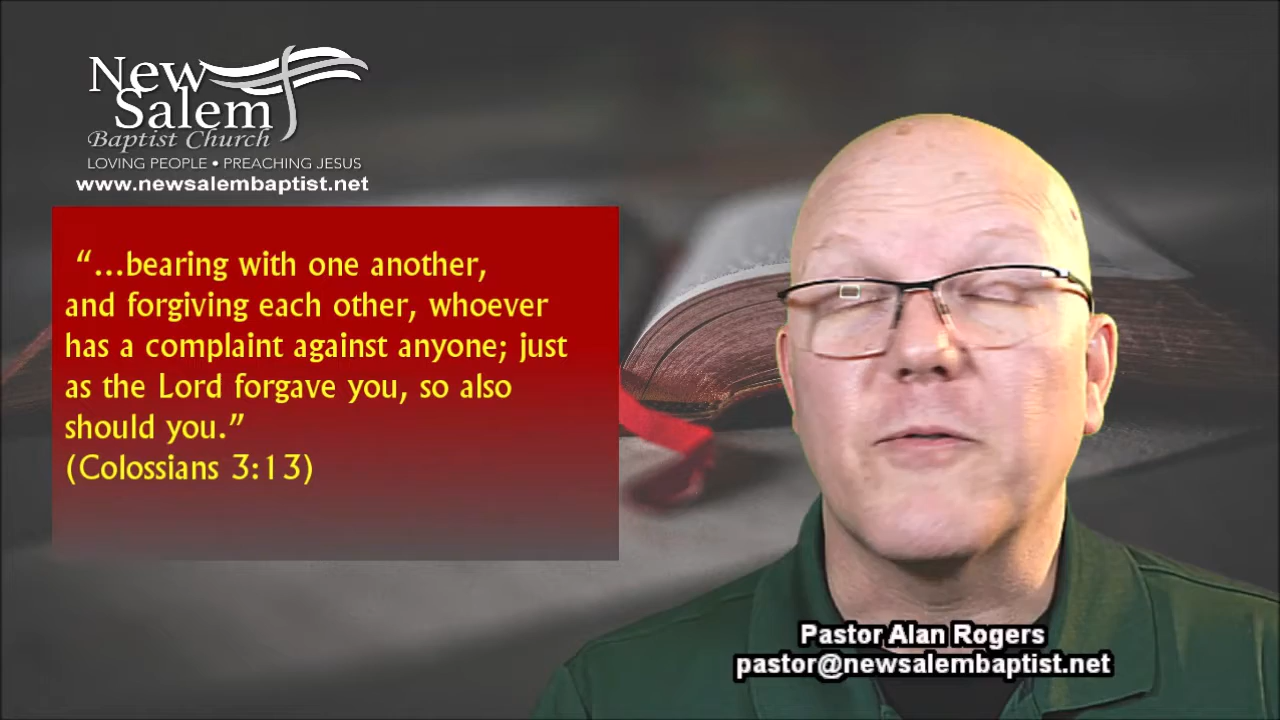 New
Salem
Baptist Church
LOVING PEOPLE • PREACHING JESUS
www.newsalembaptist.net
“...bearing with one another,
and forgiving each other, whoever
has a complaint against anyone; just
as the Lord forgave you, so also
should you.”
(Colossians 3:13)
Pastor Alan Rogers
pastor@newsalembaptist.net